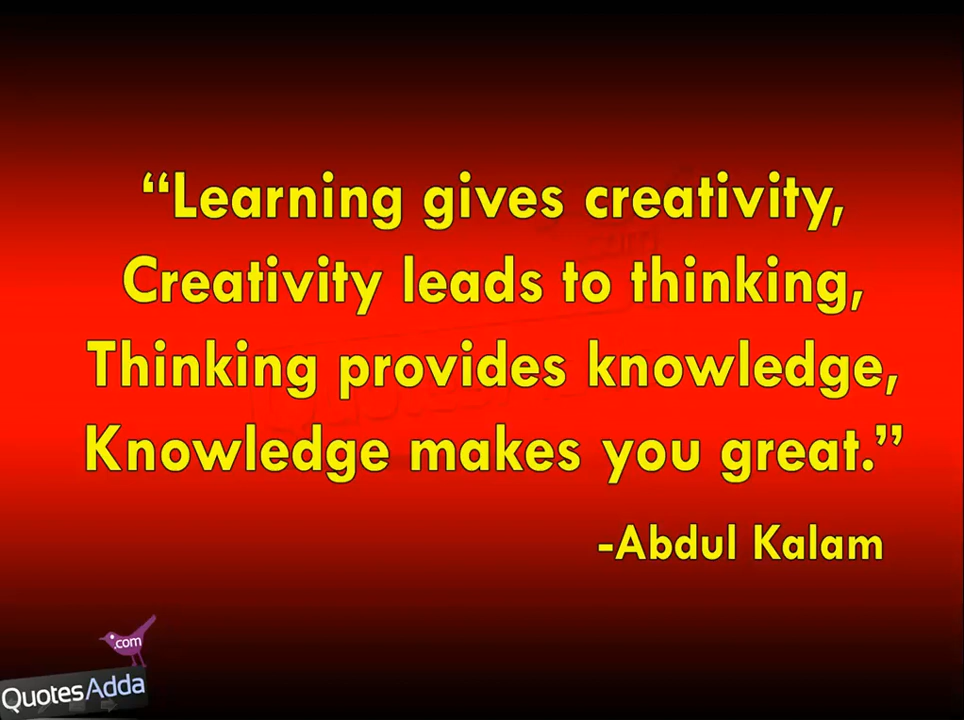 “Learning gives creativity,
Creativity leads to thinking,
Thinking provides knowledge,
Knowledge makes you great.”
-Abdul Kalam
.com
QuotesAdda